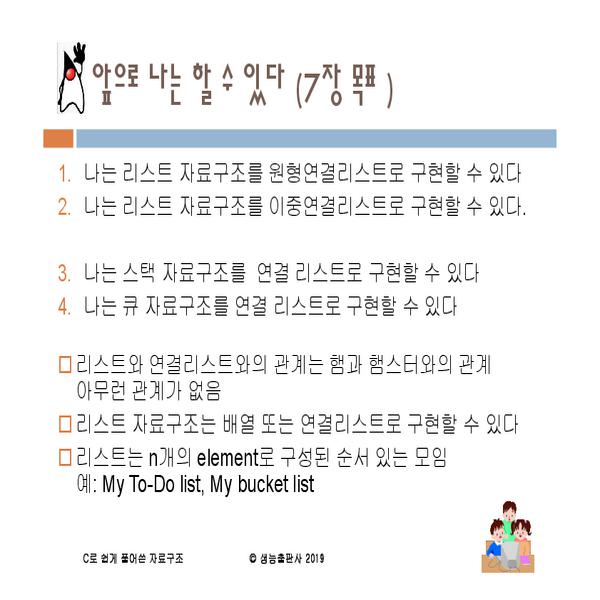 앞으로 나는 할 수 있다 (7장 목표 )
1. 나는 리스트 자료구조를 원형연결리스트로 구현할 수 있다
2. 나는 리스트 자료구조를 이중연결리스트로 구현할 수 있다.
3. 나는 스택 자료구조를 연결 리스트로 구현할 수 있다
4. 나는 큐 자료구조를 연결 리스트로 구현할 수 있다
리스트와 연결리스트와의 관계는 햄과 햄스터와의 관계
아무런 관계가 없음
리스트 자료구조는 배열 또는 연결리스트로 구현할 수 있다
리스트는 n개의 element로 구성된 순서 있는 모임
예: My To-Do list, My bucket list
C로 쉽게 풀어쓴 자료구조 © 생능출판사 2019